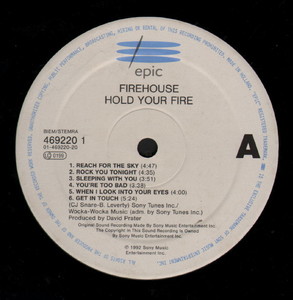 epic
FIREHOUSE
HOLD YOUR FIRE
BIEM/STEMRA
469220 1
01-469220-20
A
1. REACH FOR THE SKY (4:47)
2. ROCK YOU TONIGHT (4:35)
3. SLEEPING WITH YOU (3:51)
4. YOU'RE TOO BAD (3:28)
5. WHEN I LOOK INTO YOUR EYES (4:00)
6. GET IN TOUCH (4:54)
(CJ Snare-B. Leverty) Sony Tunes Inc./
Wocka-Wocka Music (adm. by Sony Tunes Inc.)
Produced by David Prater
Original Sound Recording Made By Sony Music Entertainment Inc.
The Copyright In This Sound Recording Is Owned
By Sony Music Entertainment Inc.
℗ 1992 Sony Music
Entertainment Inc.